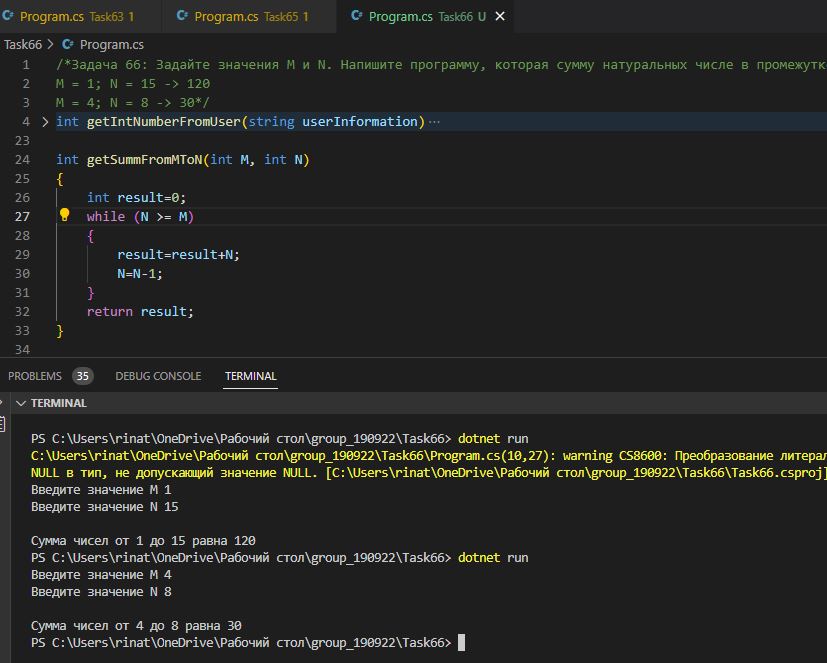 Program.cs Task63 1 Program.cs Task65 1 Program.cs Task66 U
Task66 > Program.cs
1 /*Задача 66: Задайте значения M и N. Напишите программу, которая сумму натуральных числе в промежутк
2 M = 1; N = 15 -> 120
3 M = 4; N = 8 -> 30*/
4 > int getIntNumberFromUser(string userInformation) ...
23
24 int getSummFromMToN(int M, int N)
25 {
26 int result=0;
27 while (N >= M)
28 {
29 result=result+N;
30 N=N-1;
31 }
32 return result;
33 }
34
PROBLEMS 35 DEBUG CONSOLE TERMINAL
TERMINAL
PS C:\Users\rinat\OneDrive\Рабочий стол\group_190922\Task66> dotnet run
C:\Users\rinat\OneDrive\Рабочий стол\group_190922\Task66\Program.cs(10,27): warning CS8600: Преобразование литерал
NULL в тип, не допускающий значение NULL. [C:\Users\rinat\OneDrive\Рабочий стол\group_190922\Task66\Task66.csproj]
Введите значение M 1
Введите значение N 15
Сумма чисел от 1 до 15 равна 120
PS C:\Users\rinat\OneDrive\Рабочий стол\group_190922\Task66> dotnet run
Введите значение M 4
Введите значение N 8
Сумма чисел от 4 до 8 равна 30
PS C:\Users\rinat\OneDrive\Рабочий стол\group_190922\Task66>